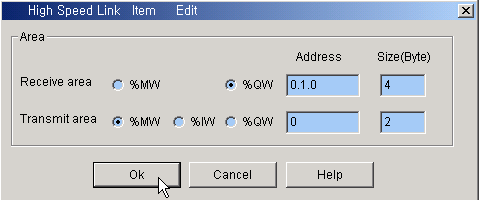 High Speed Link Item Edit
Area
Address Size(Byte)
Receive area %MW %QW 0.1.0 4
Transmit area %MW %IW %QW 0 2
Ok Cancel Help